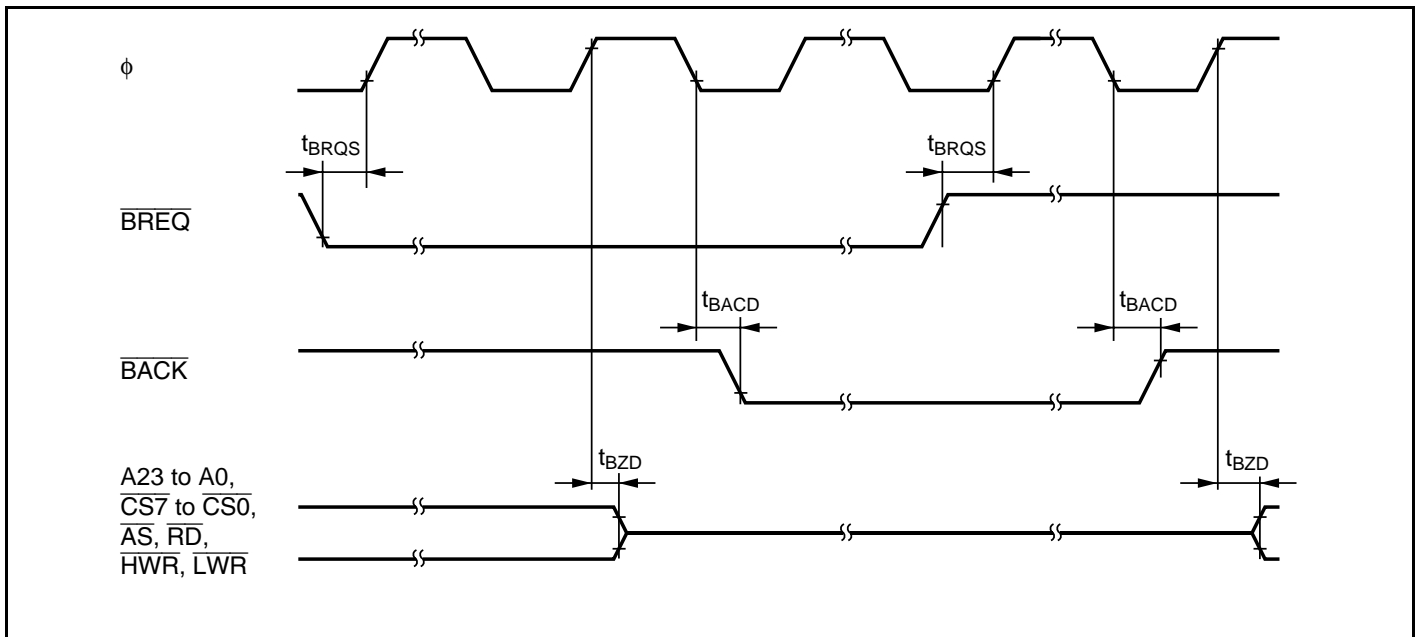 ϕ
tBRQS
tBRQS
BREQ
tBACD
tBACD
BACK
tBZD
tBZD
A23 to A0,
CS7 to CS0,
AS, RD,
HWR, LWR